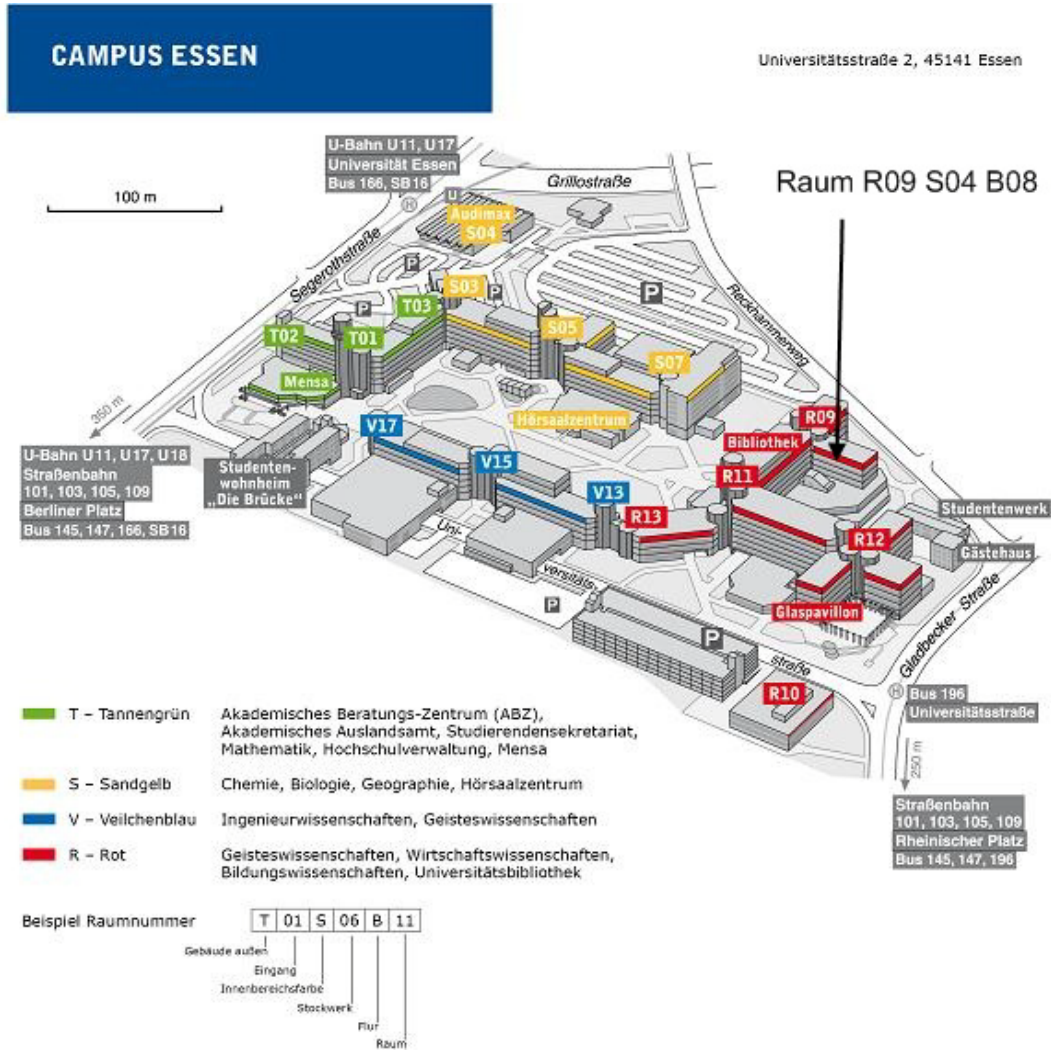 CAMPUS ESSEN
Universitätsstraße 2, 45141 Essen
U-Bahn U11, U17
Universität Essen
Bus 166, SB16
100 m
Grillostraße
Raum R09 S04 B08
H
U
Audimax
S04
Segerothstraße
P
S03
P
P
Reckhammerweg
T03
P
T02
T01
S05
S07
Mensa
350 m
Hörsaalzentrum
R09
V17
Bibliothek
U-Bahn U11, U17, U18
Straßenbahn
101, 103, 105, 109
Berliner Platz
Bus 145, 147, 166, SB16
Studenten-
wohnheim
„Die Brücke“
V15
R11
V13
R13
Studentenwerk
R12
Gästehaus
Uni-
versitäts-
straße
P
Glaspavillon
P
Gladbecker Straße
R10
H
Bus 196
Universitätsstraße
250 m
Straßenbahn
101, 103, 105, 109
Rheinischer Platz
Bus 145, 147, 196
T – Tannengrün Akademisches Beratungs-Zentrum (ABZ),
Akademisches Auslandsamt, Studierendensekretariat,
Mathematik, Hochschulverwaltung, Mensa
S – Sandgelb Chemie, Biologie, Geographie, Hörsaalzentrum
V – Veilchenblau Ingenieurwissenschaften, Geisteswissenschaften
R – Rot Geisteswissenschaften, Wirtschaftswissenschaften,
Bildungswissenschaften, Universitätsbibliothek
Beispiel Raumnummer T 01 S 06 B 11
Gebäude außen
Eingang
Innenbereichsfarbe
Stockwerk
Flur
Raum